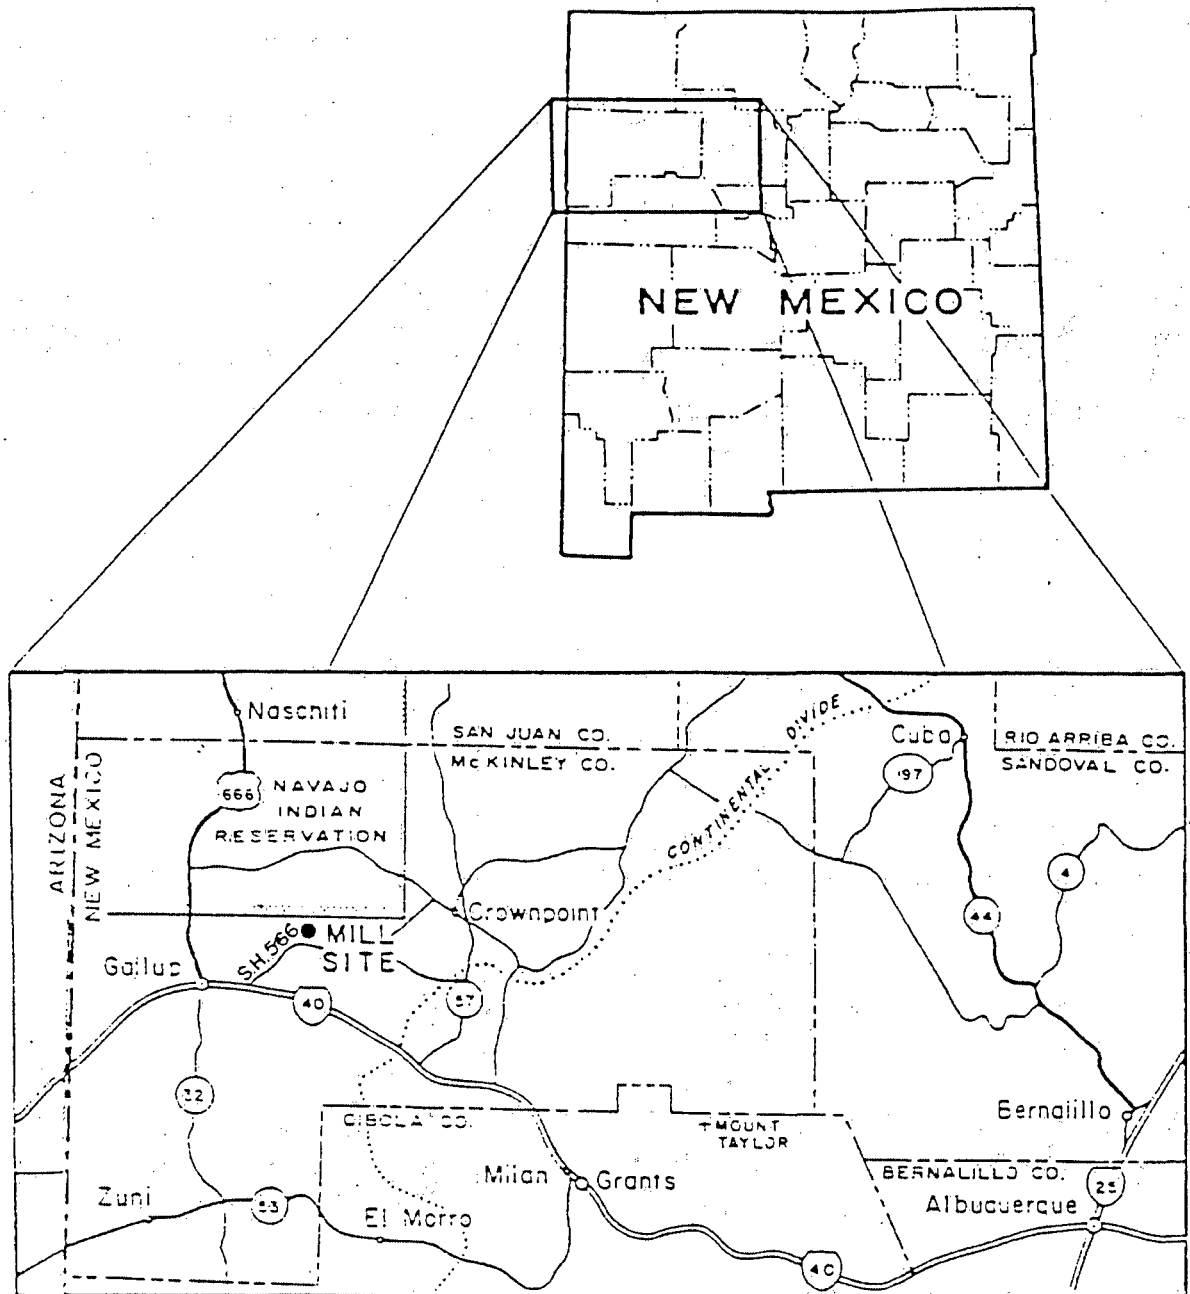 NEW MEXICO
Naschiti
SAN JUAN CO.
McKINLEY CO.
CONTINENTAL DIVIDE
Cuba
RIO ARRIBA CO.
SANDOVAL CO.
197
666
NAVAJO
INDIAN
RESERVATION
ARIZONA
NEW MEXICO
4
44
Crownpoint
S.H. 566
MILL
SITE
Gallup
40
57
32
CIBOLA CO.
+MOUNT
TAYLOR
Bernalillo
Milan
Grants
BERNALILLO CO.
25
Zuni
53
El Morro
Albuquerque
40